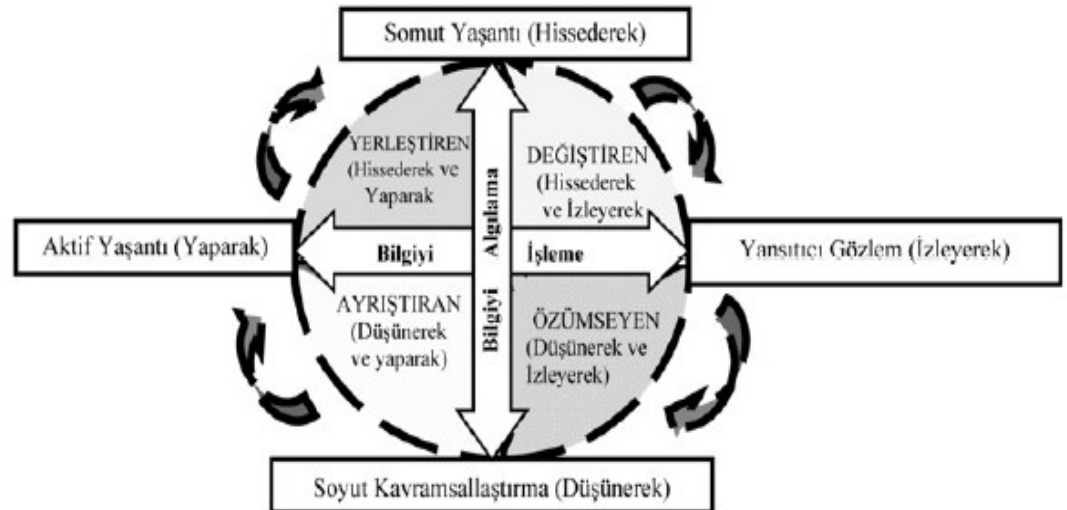 Somut Yaşantı (Hissederek)
YERLEŞTİREN
(Hissederek ve
Yaparak
DEĞİŞTİREN
(Hissederek
ve İzleyerek
Aktif Yaşantı (Yaparak)
Bilgiyi
İşleme
Bilgiyi Algılama
Yansıtıcı Gözlem (İzleyerek)
AYRIŞTIRAN
(Düşünerek
ve yaparak)
ÖZÜMSEYEN
(Düşünerek ve
İzleyerek)
Soyut Kavramsallaştırma (Düşünerek)